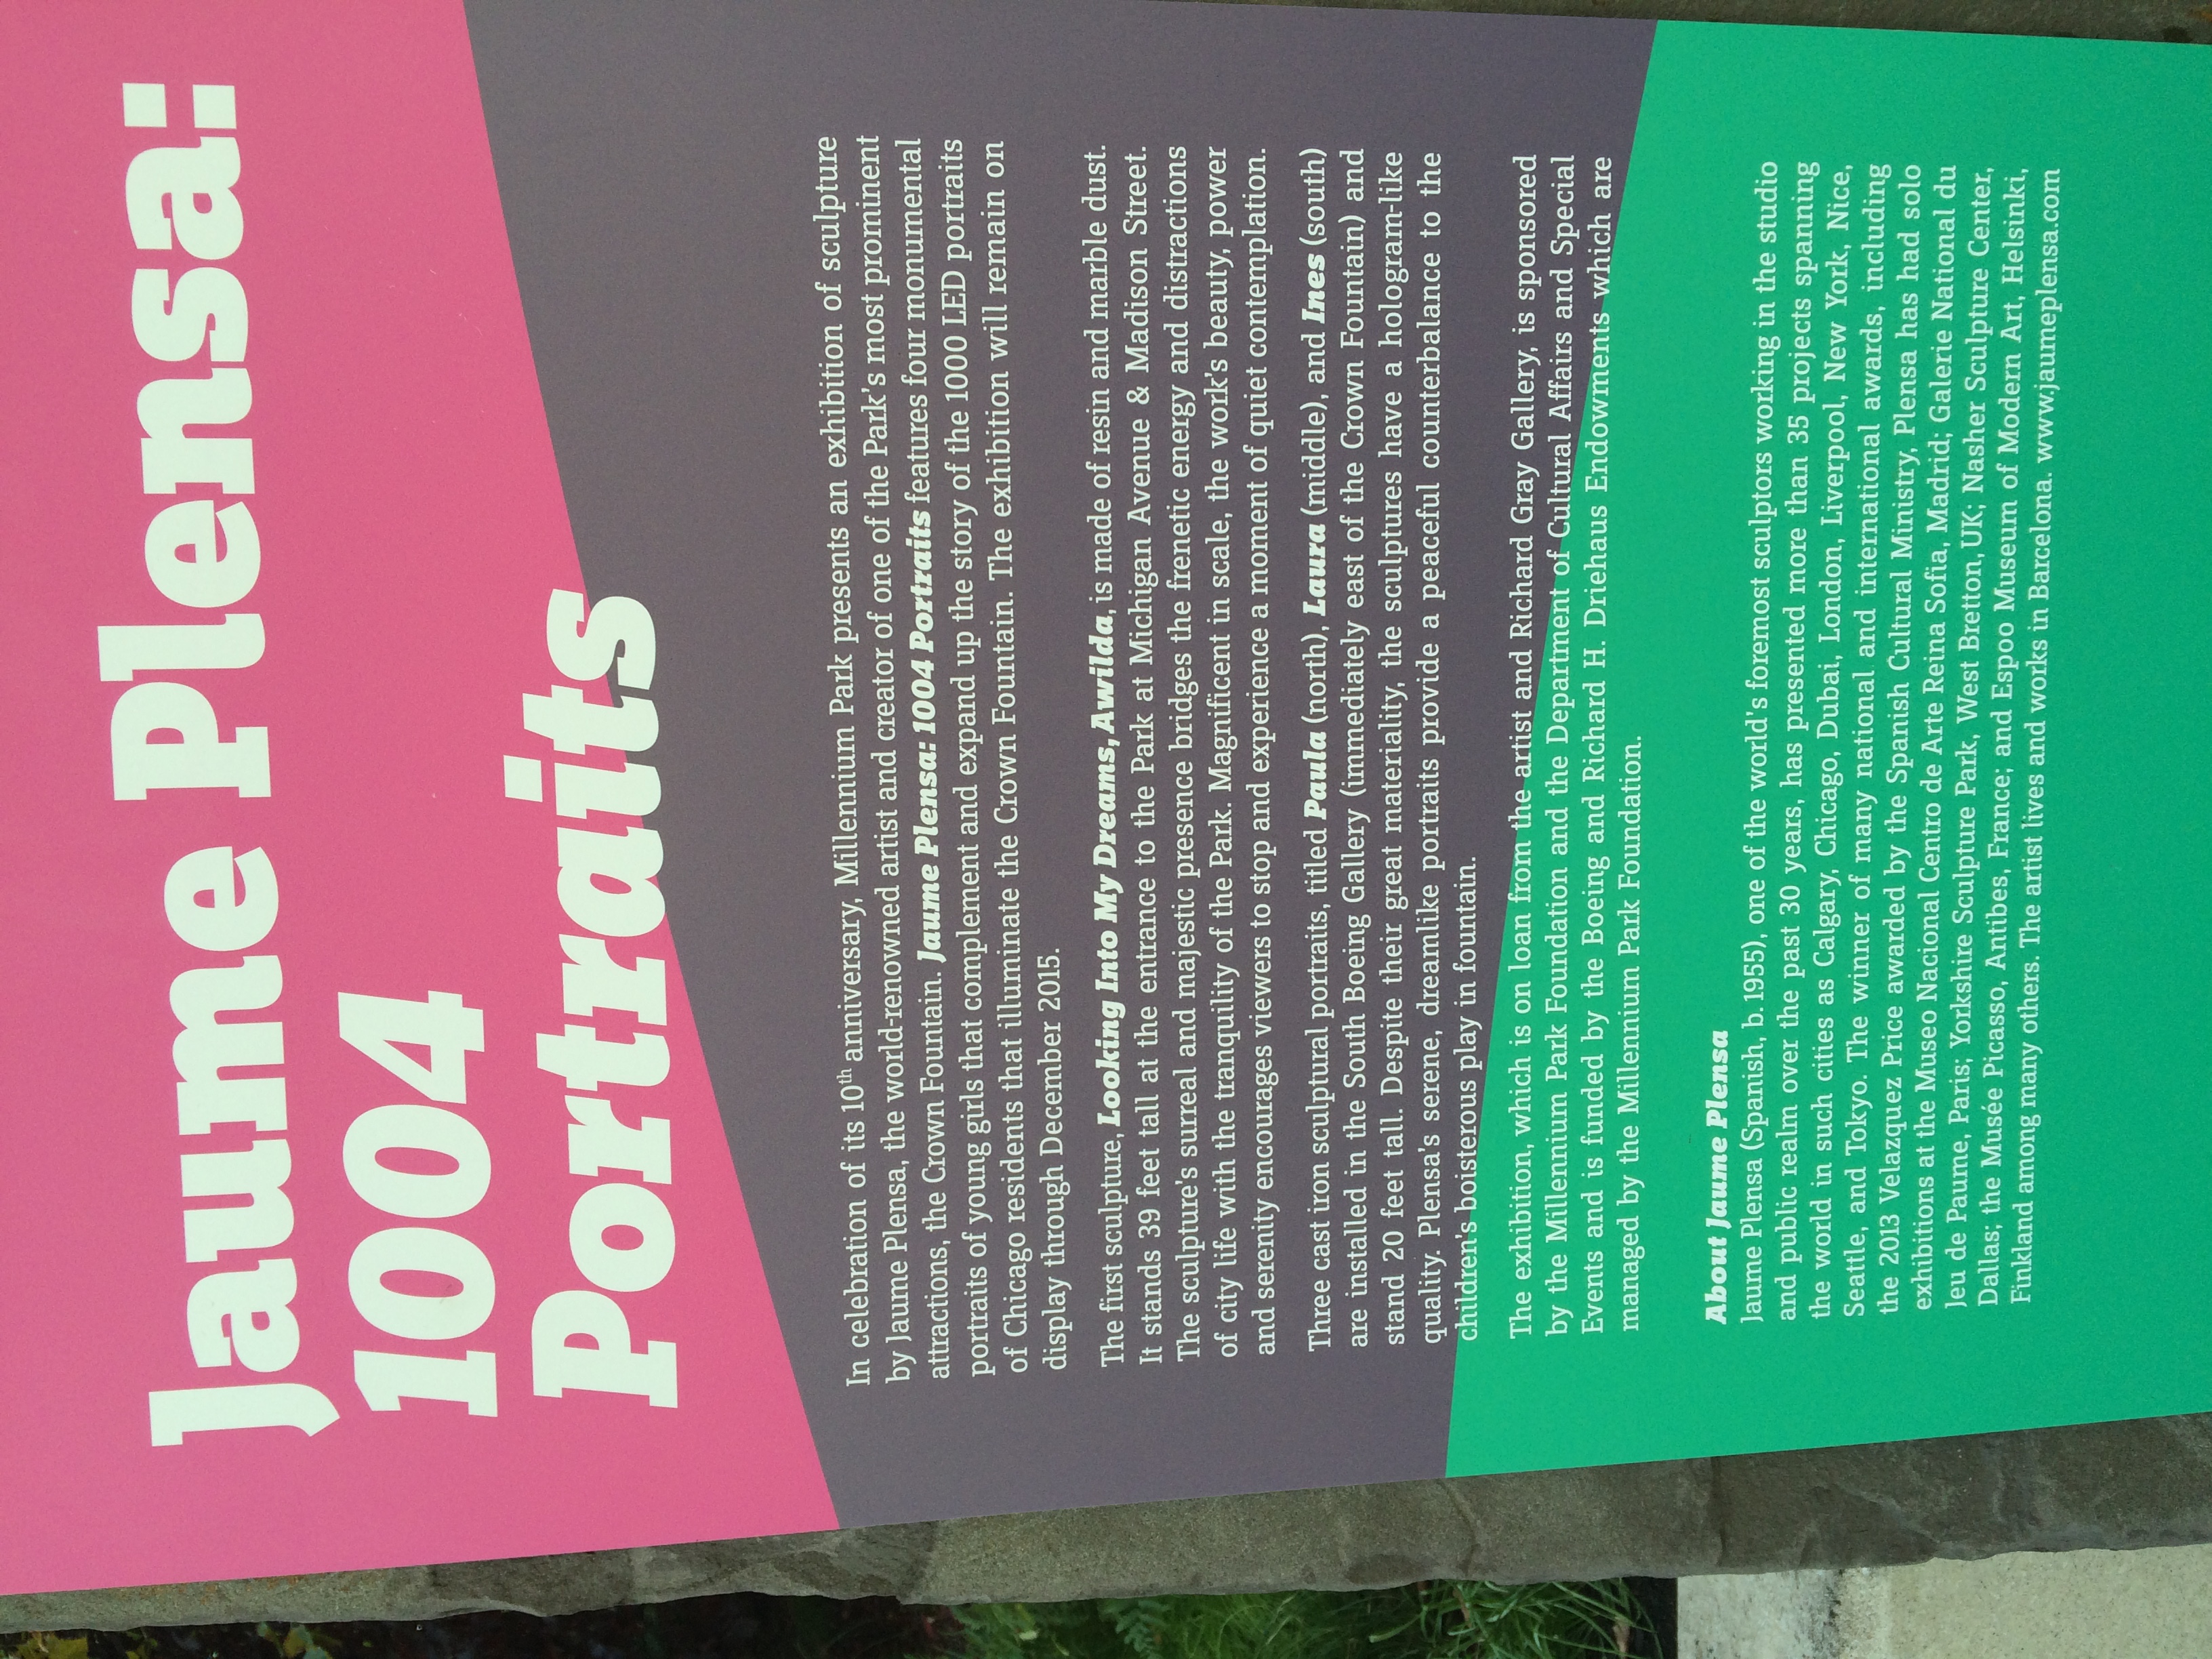 Jaume Plensa:
1004
Portraits
In celebration of its 10th anniversary, Millennium Park presents an exhibition of sculpture
by Jaume Plensa, the world-renowned artist and creator of one of the Park's most prominent
attractions, the Crown Fountain. Jaume Plensa: 1004 Portraits features four monumental
portraits of young girls that complement and expand up the story of the 1000 LED portraits
of Chicago residents that illuminate the Crown Fountain. The exhibition will remain on
display through December 2015.
The first sculpture, Looking Into My Dreams, Awilda, is made of resin and marble dust.
It stands 39 feet tall at the entrance to the Park at Michigan Avenue & Madison Street.
The sculpture's surreal and majestic presence bridges the frenetic energy and distractions
of city life with the tranquility of the Park. Magnificent in scale, the work's beauty, power
and serenity encourages viewers to stop and experience a moment of quiet contemplation.
Three cast iron sculptural portraits, titled Paula (north), Laura (middle), and Ines (south)
are installed in the South Boeing Gallery (immediately east of the Crown Fountain) and
stand 20 feet tall. Despite their great materiality, the sculptures have a hologram-like
quality. Plensa's serene, dreamlike portraits provide a peaceful counterbalance to the
children's boisterous play in fountain.
The exhibition, which is on loan from the artist and Richard Gray Gallery, is sponsored
by the Millennium Park Foundation and the Department of Cultural Affairs and Special
Events and is funded by the Boeing and Richard H. Driehaus Endowments which are
managed by the Millennium Park Foundation.
About Jaume Plensa
Jaume Plensa (Spanish, b. 1955), one of the world's foremost sculptors working in the studio
and public realm over the past 30 years, has presented more than 35 projects spanning
the world in such cities as Calgary, Chicago, Dubai, London, Liverpool, New York, Nice,
Seattle, and Tokyo. The winner of many national and international awards, including
the 2013 Velazquez Price awarded by the Spanish Cultural Ministry, Plensa has had solo
exhibitions at the Museo Nacional Centro de Arte Reina Sofia, Madrid; Galerie National du
Jeu de Paume, Paris; Yorkshire Sculpture Park, West Bretton, UK; Nasher Sculpture Center,
Dallas; the Musée Picasso, Antibes, France; and Espoo Museum of Modern Art, Helsinki,
Finkland among many others. The artist lives and works in Barcelona. www.jaumeplensa.com